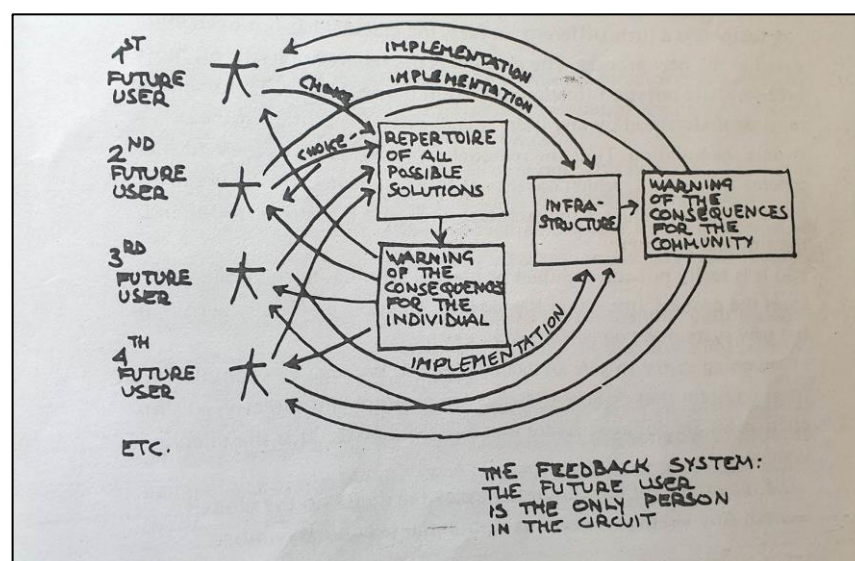 1ST
FUTURE
USER
2ND
FUTURE
USER
3RD
FUTURE
USER
4TH
FUTURE
USER
ETC.
IMPLEMENTATION
IMPLEMENTATION
CHOICE
CHOICE
REPERTOIRE
OF ALL
POSSIBLE
SOLUTIONS
WARNING
OF THE
CONSEQUENCES
FOR THE
INDIVIDUAL
IMPLEMENTATION
INFRA-
STRUCTURE
WARNING
OF THE
CONSEQUENCES
FOR THE
COMMUNITY
THE FEEDBACK SYSTEM:
THE FUTURE USER
IS THE ONLY PERSON
IN THE CIRCUIT